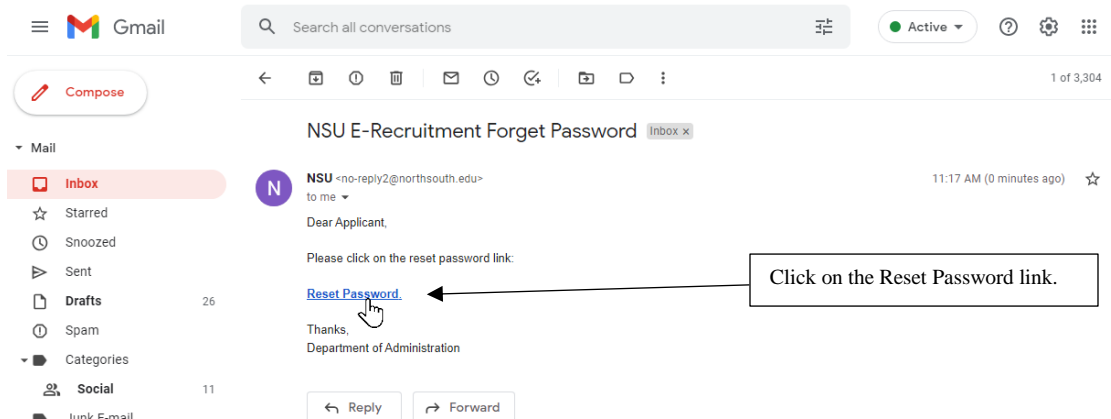 Gmail
Search all conversations
Active
Compose
1 of 3,304
NSU E-Recruitment Forget Password Inbox x
Mail
Inbox
NSU <no-reply2@northsouth.edu>
11:17 AM (0 minutes ago)
N
to me
Starred
Dear Applicant,
Snoozed
Please click on the reset password link:
Sent
Click on the Reset Password link.
Drafts 26
Reset Password.
Spam
Thanks,
Department of Administration
Categories
Social 11
Reply
Forward
Junk E-mail